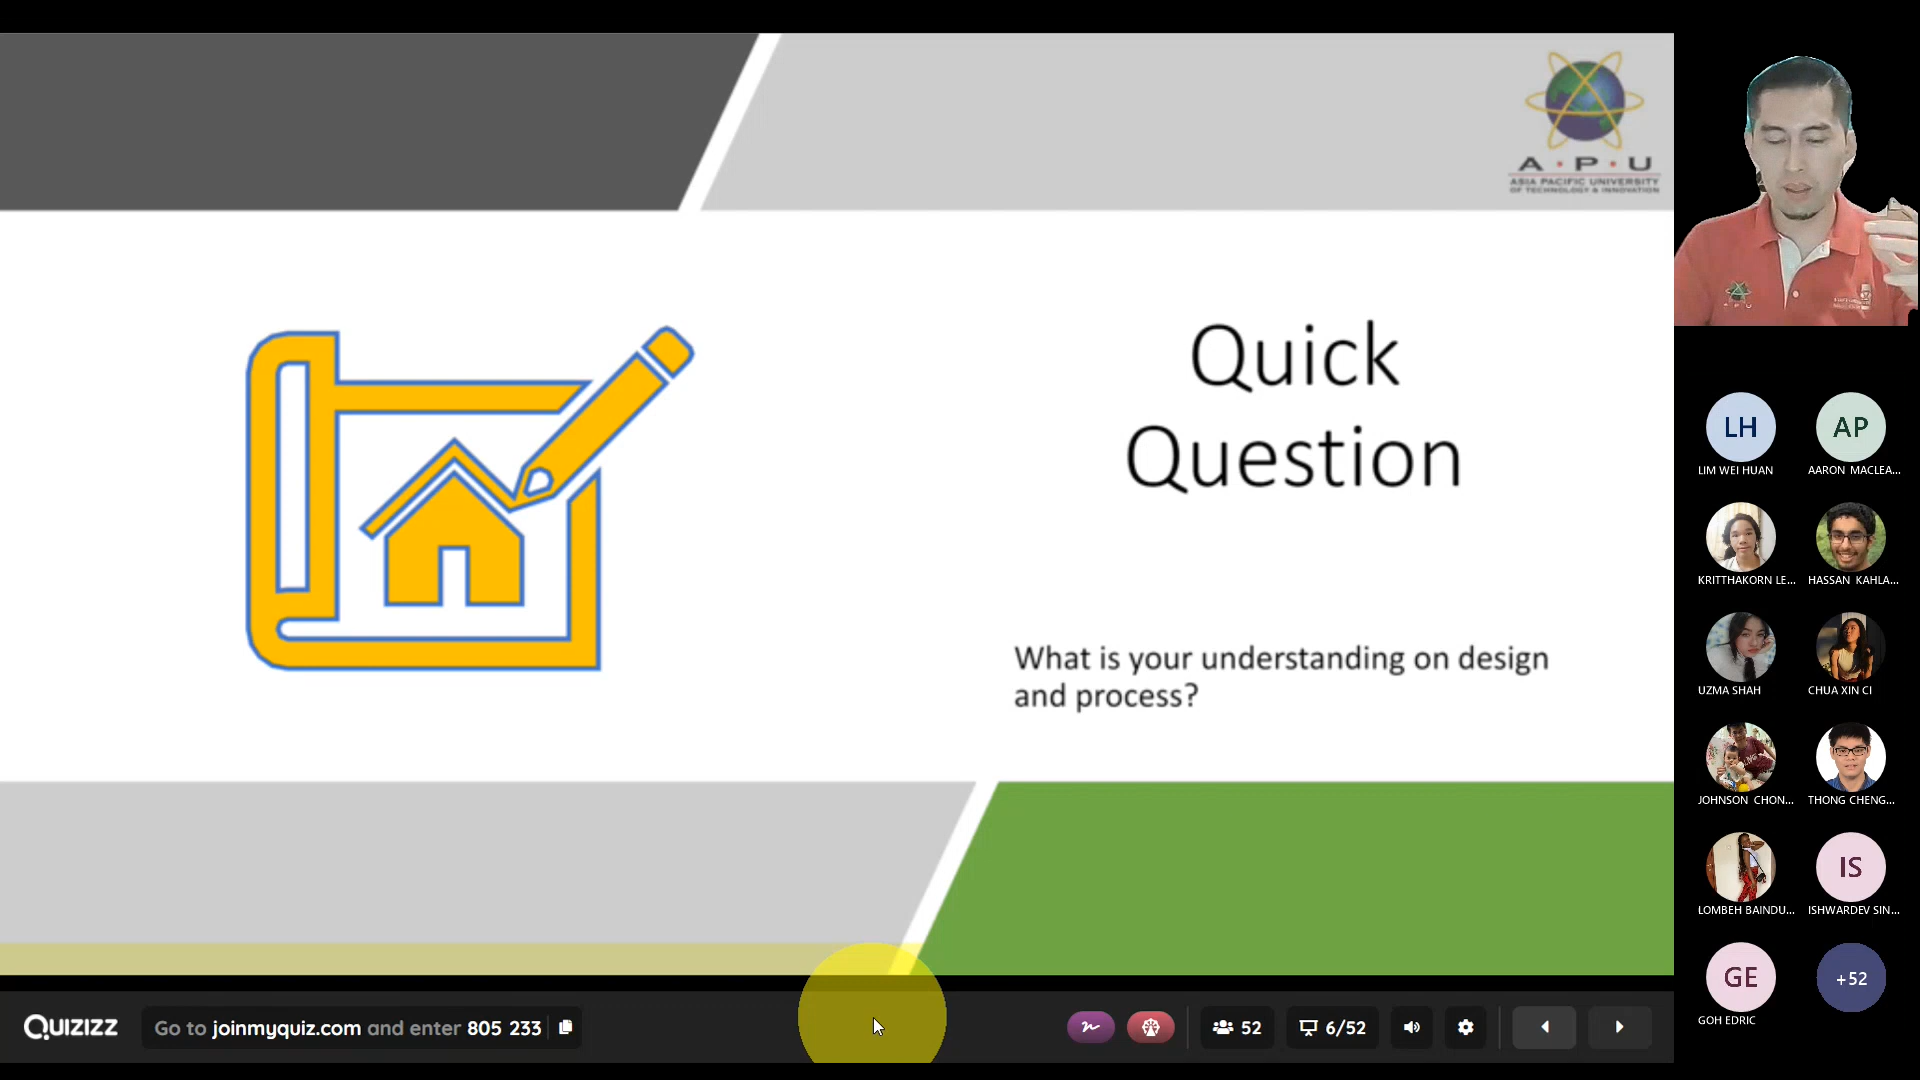 A·P·U
ASIA PACIFIC UNIVERSITY
OF TECHNOLOGY & INNOVATION
Quick
Question
What is your understanding on design
and process?
LH
AP
LIM WEI HUAN
AARON MACLEA...
KRITTHAKORN LE...
HASSAN KAHLA...
UZMA SHAH
CHUA XIN CI
JOHNSON CHON...
THONG CHENG...
IS
LOMBEH BAINDU...
ISHWARDEV SIN...
GE
+52
GOH EDRIC
Quizizz
Go to joinmyquiz.com and enter 805 233
52
6/52